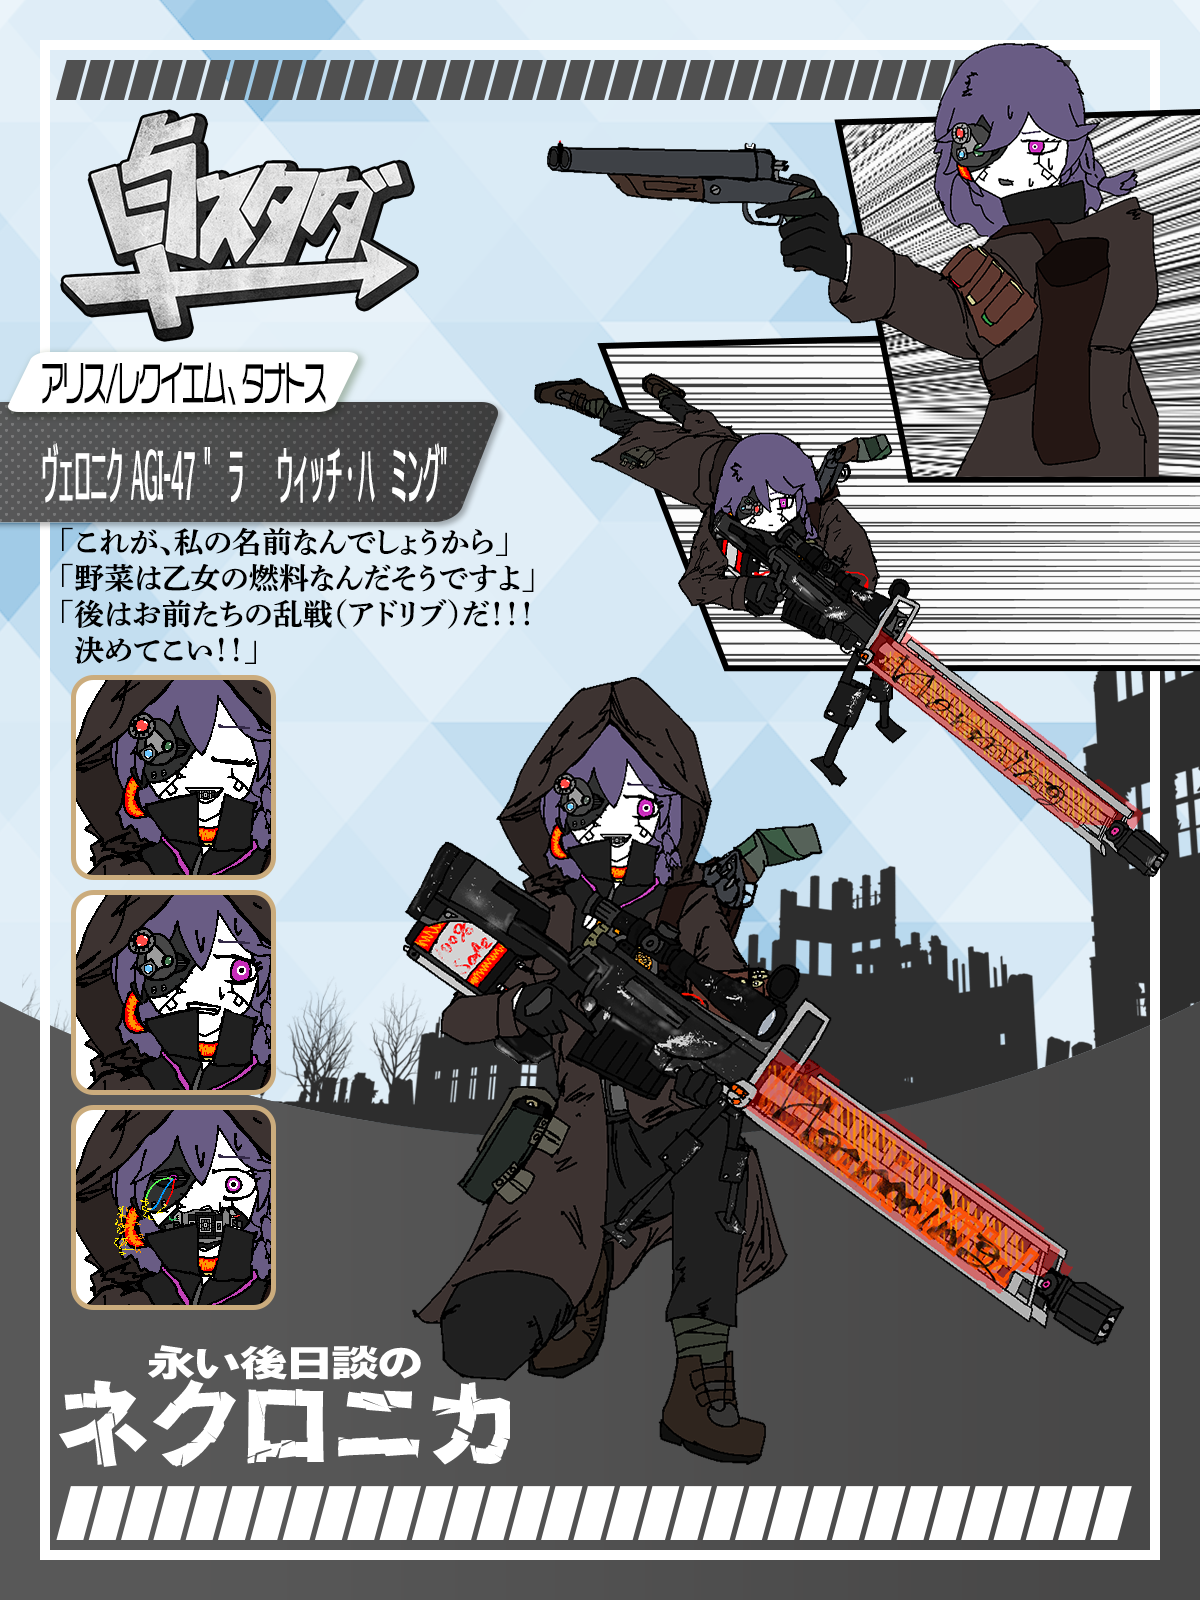 卓スタダ
アリス/レクイエム、タナトス
ヴェロニク AGI-47 " ラ ウィッチ・ハ ミング"
「これが、私の名前なんでしょうから」
「野菜は乙女の燃料なんだそうですよ」
「後はお前たちの乱戦(アドリブ)だ!!!
決めてこい!!」
永い後日談の
ネクロニカ